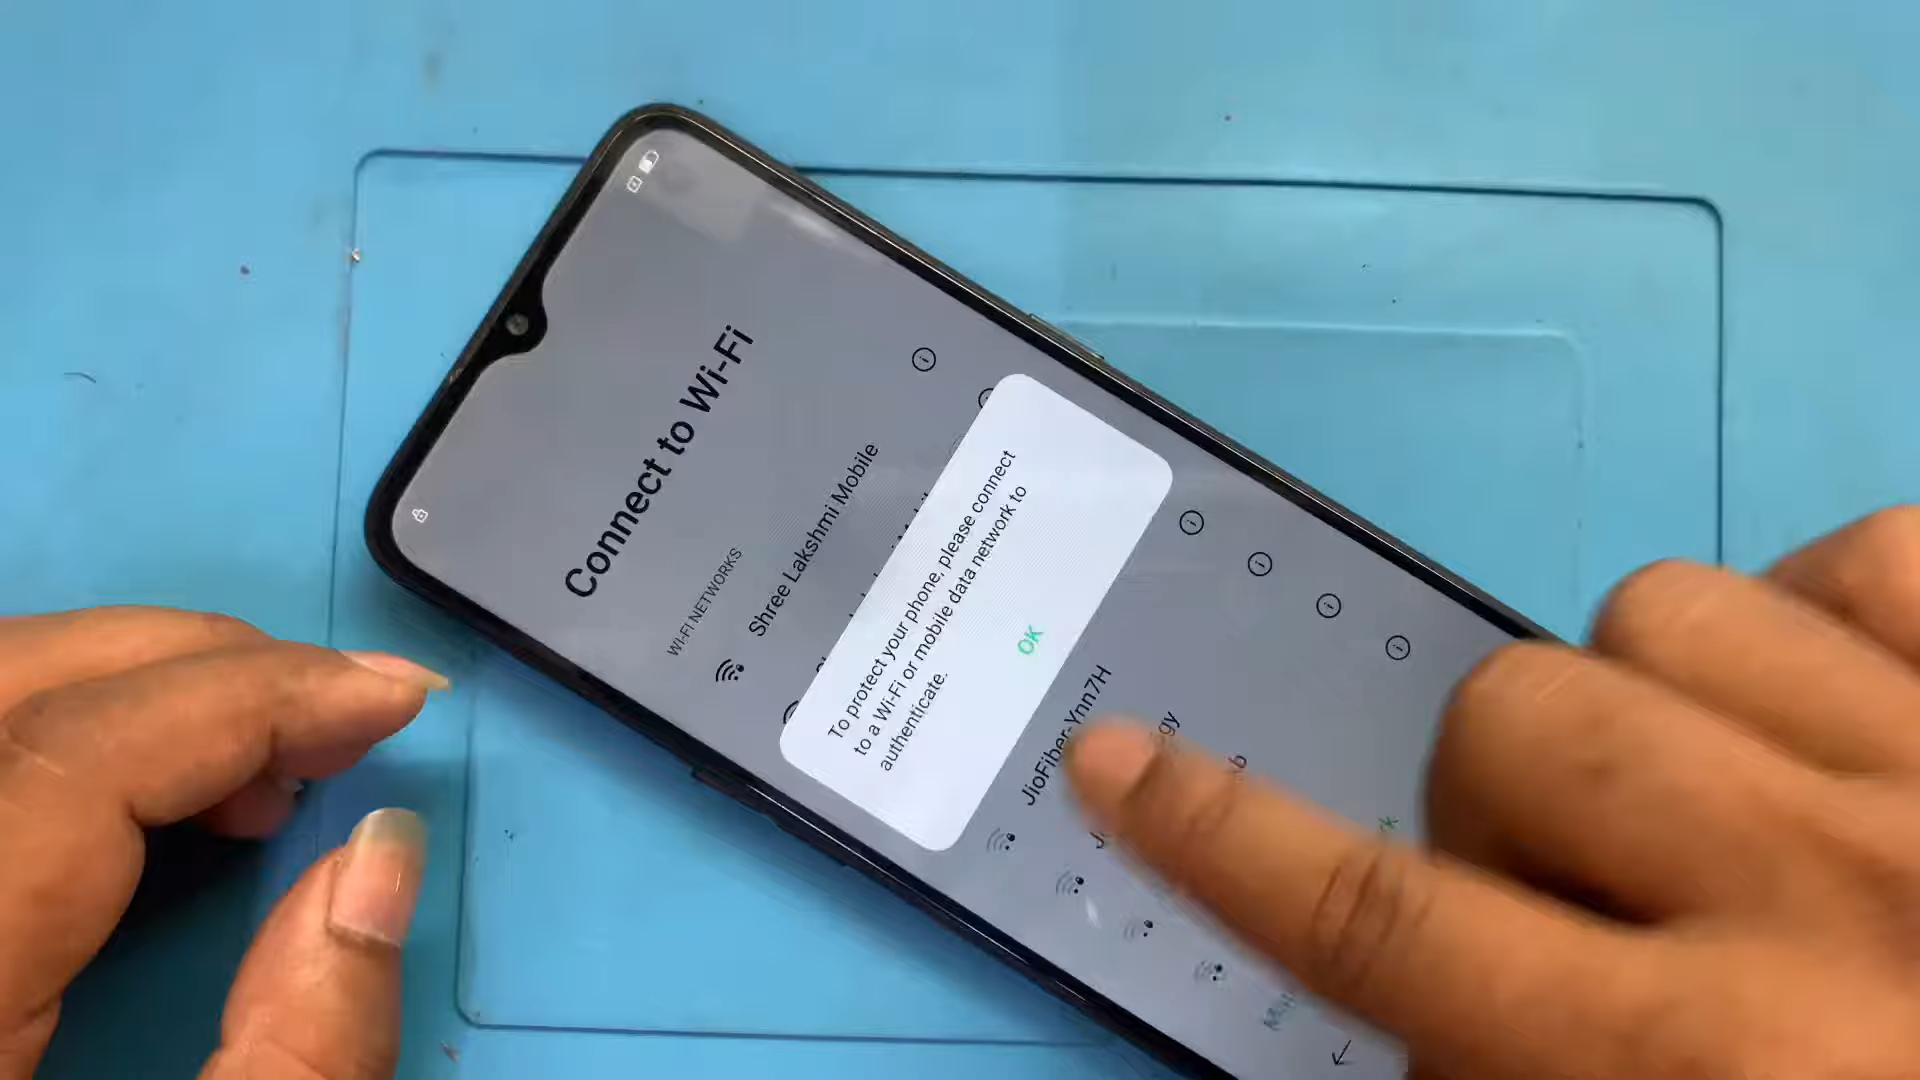 Connect to Wi-Fi
WI-FI NETWORKS
Shree Lakshmi Mobile
To protect your phone, please connect
to a Wi-Fi or mobile data network to
authenticate.
OK
JioFiber-Ynn7H